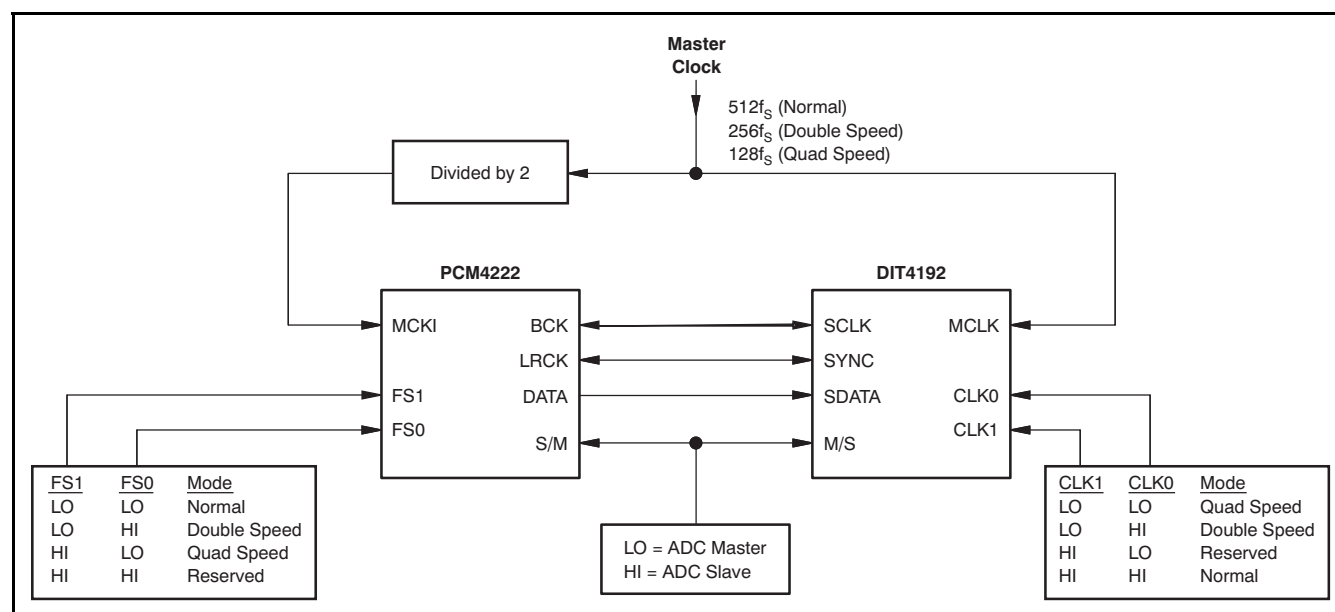 Master
Clock
512fS (Normal)
256fS (Double Speed)
128fS (Quad Speed)
Divided by 2
PCM4222
DIT4192
MCKI
BCK
LRCK
FS1
DATA
FS0
S/M
SCLK
MCLK
SYNC
SDATA
CLK0
CLK1
M/S
FS1 FS0 Mode
LO LO Normal
LO HI Double Speed
HI LO Quad Speed
HI HI Reserved
LO = ADC Master
HI = ADC Slave
CLK1 CLK0 Mode
LO LO Quad Speed
LO HI Double Speed
HI LO Reserved
HI HI Normal